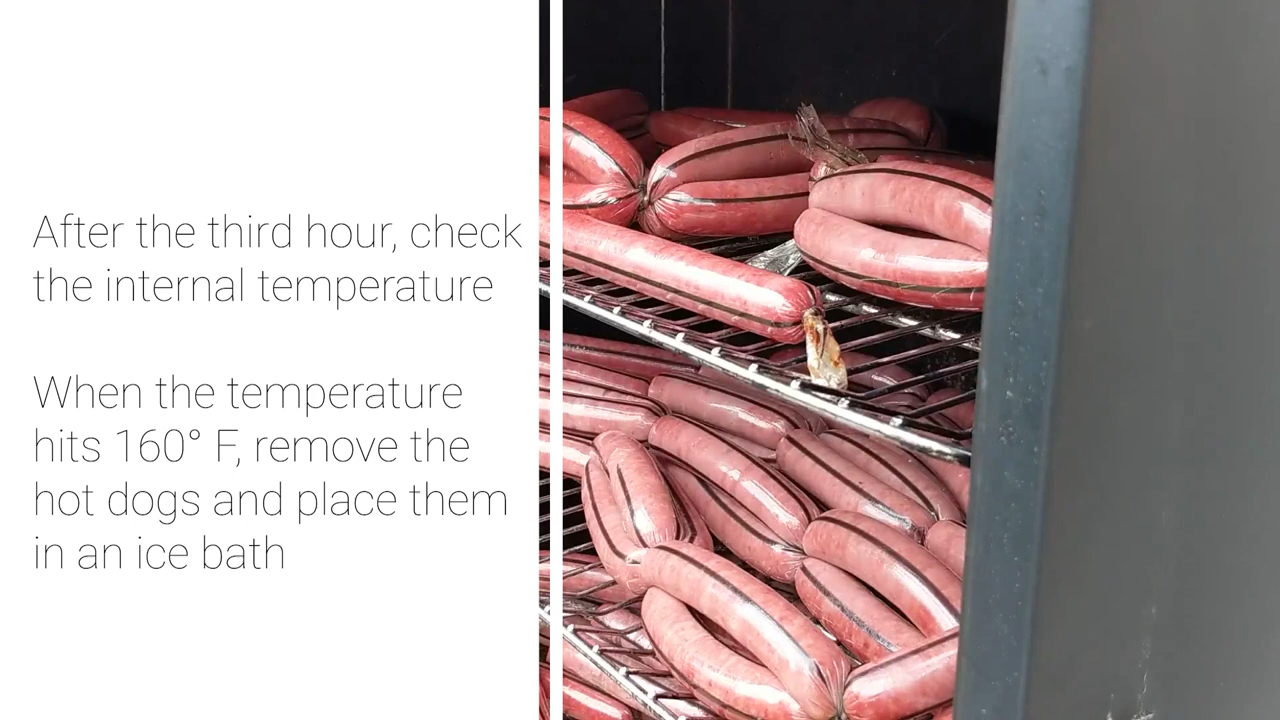 After the third hour, check
the internal temperature
When the temperature
hits 160° F, remove the
hot dogs and place them
in an ice bath